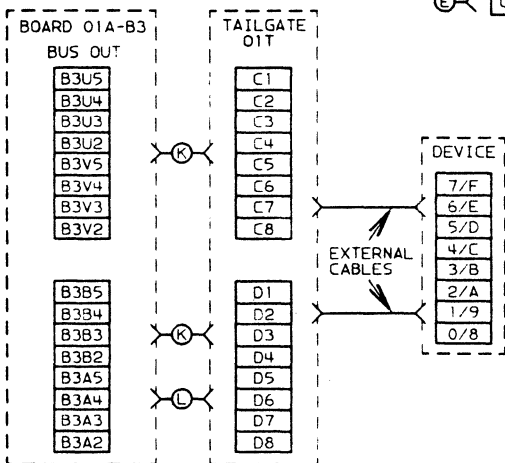 BOARD 01A-B3
BUS OUT
B3U5
B3U4
B3U3
B3U2
B3V5
B3V4
B3V3
B3V2
B3B5
B3B4
B3B3
B3B2
B3A5
B3A4
B3A3
B3A2
K
K
L
TAILGATE
01T
C1
C2
C3
C4
C5
C6
C7
C8
D1
D2
D3
D4
D5
D6
D7
D8
EXTERNAL
CABLES
E
DEVICE
7/F
6/E
5/D
4/C
3/B
2/A
1/9
0/8